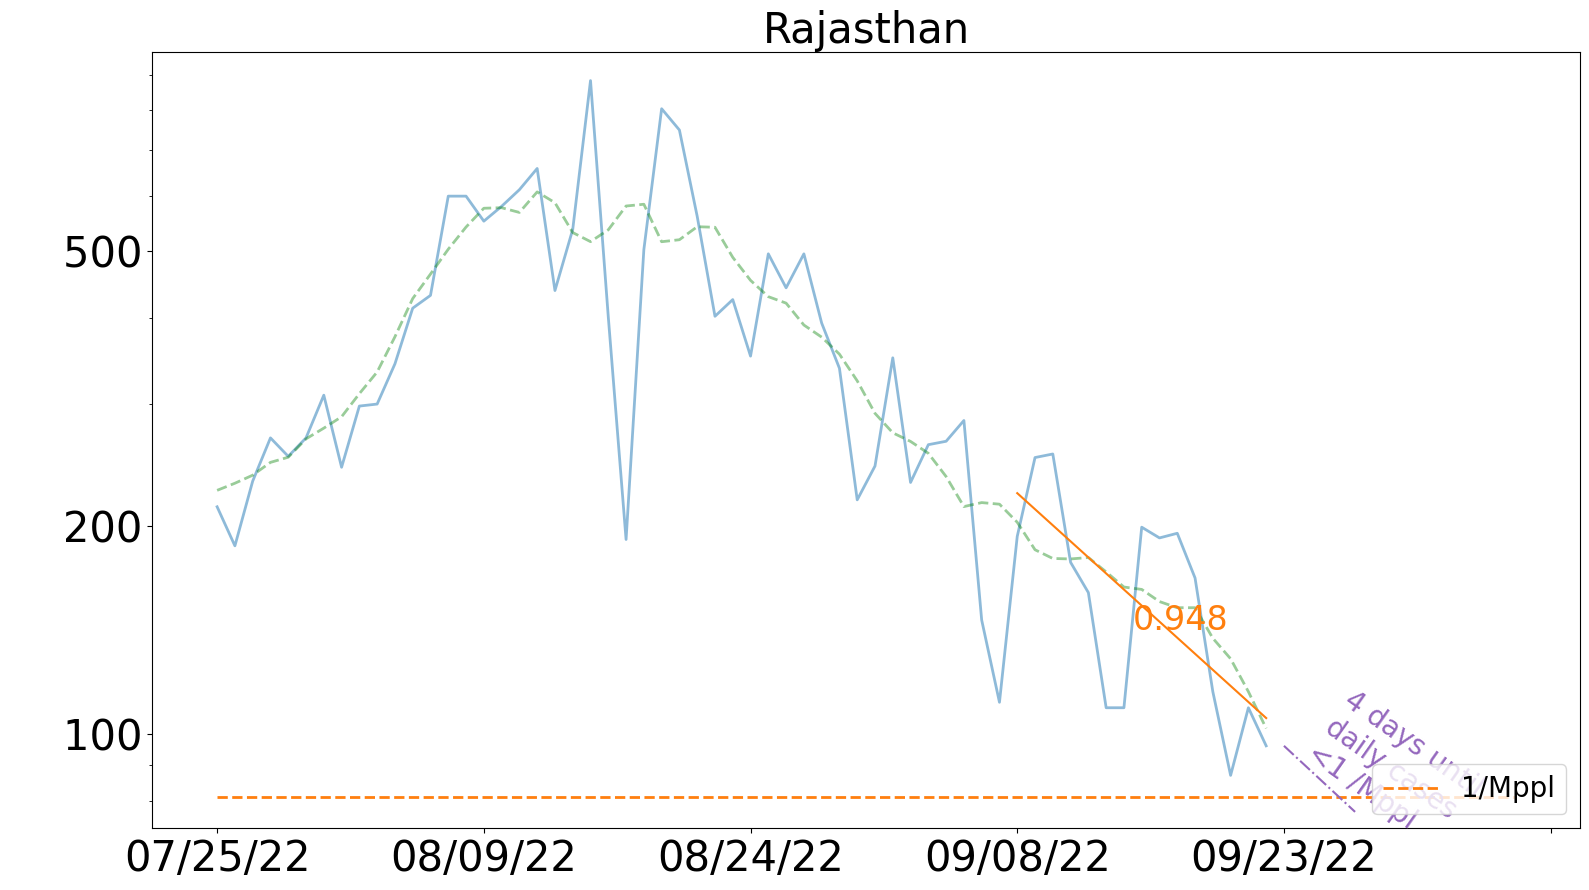 Rajasthan
500
200
100
0.948
4 days until
daily cases
<1 /Mppl
1/Mppl
07/25/22
08/09/22
08/24/22
09/08/22
09/23/22